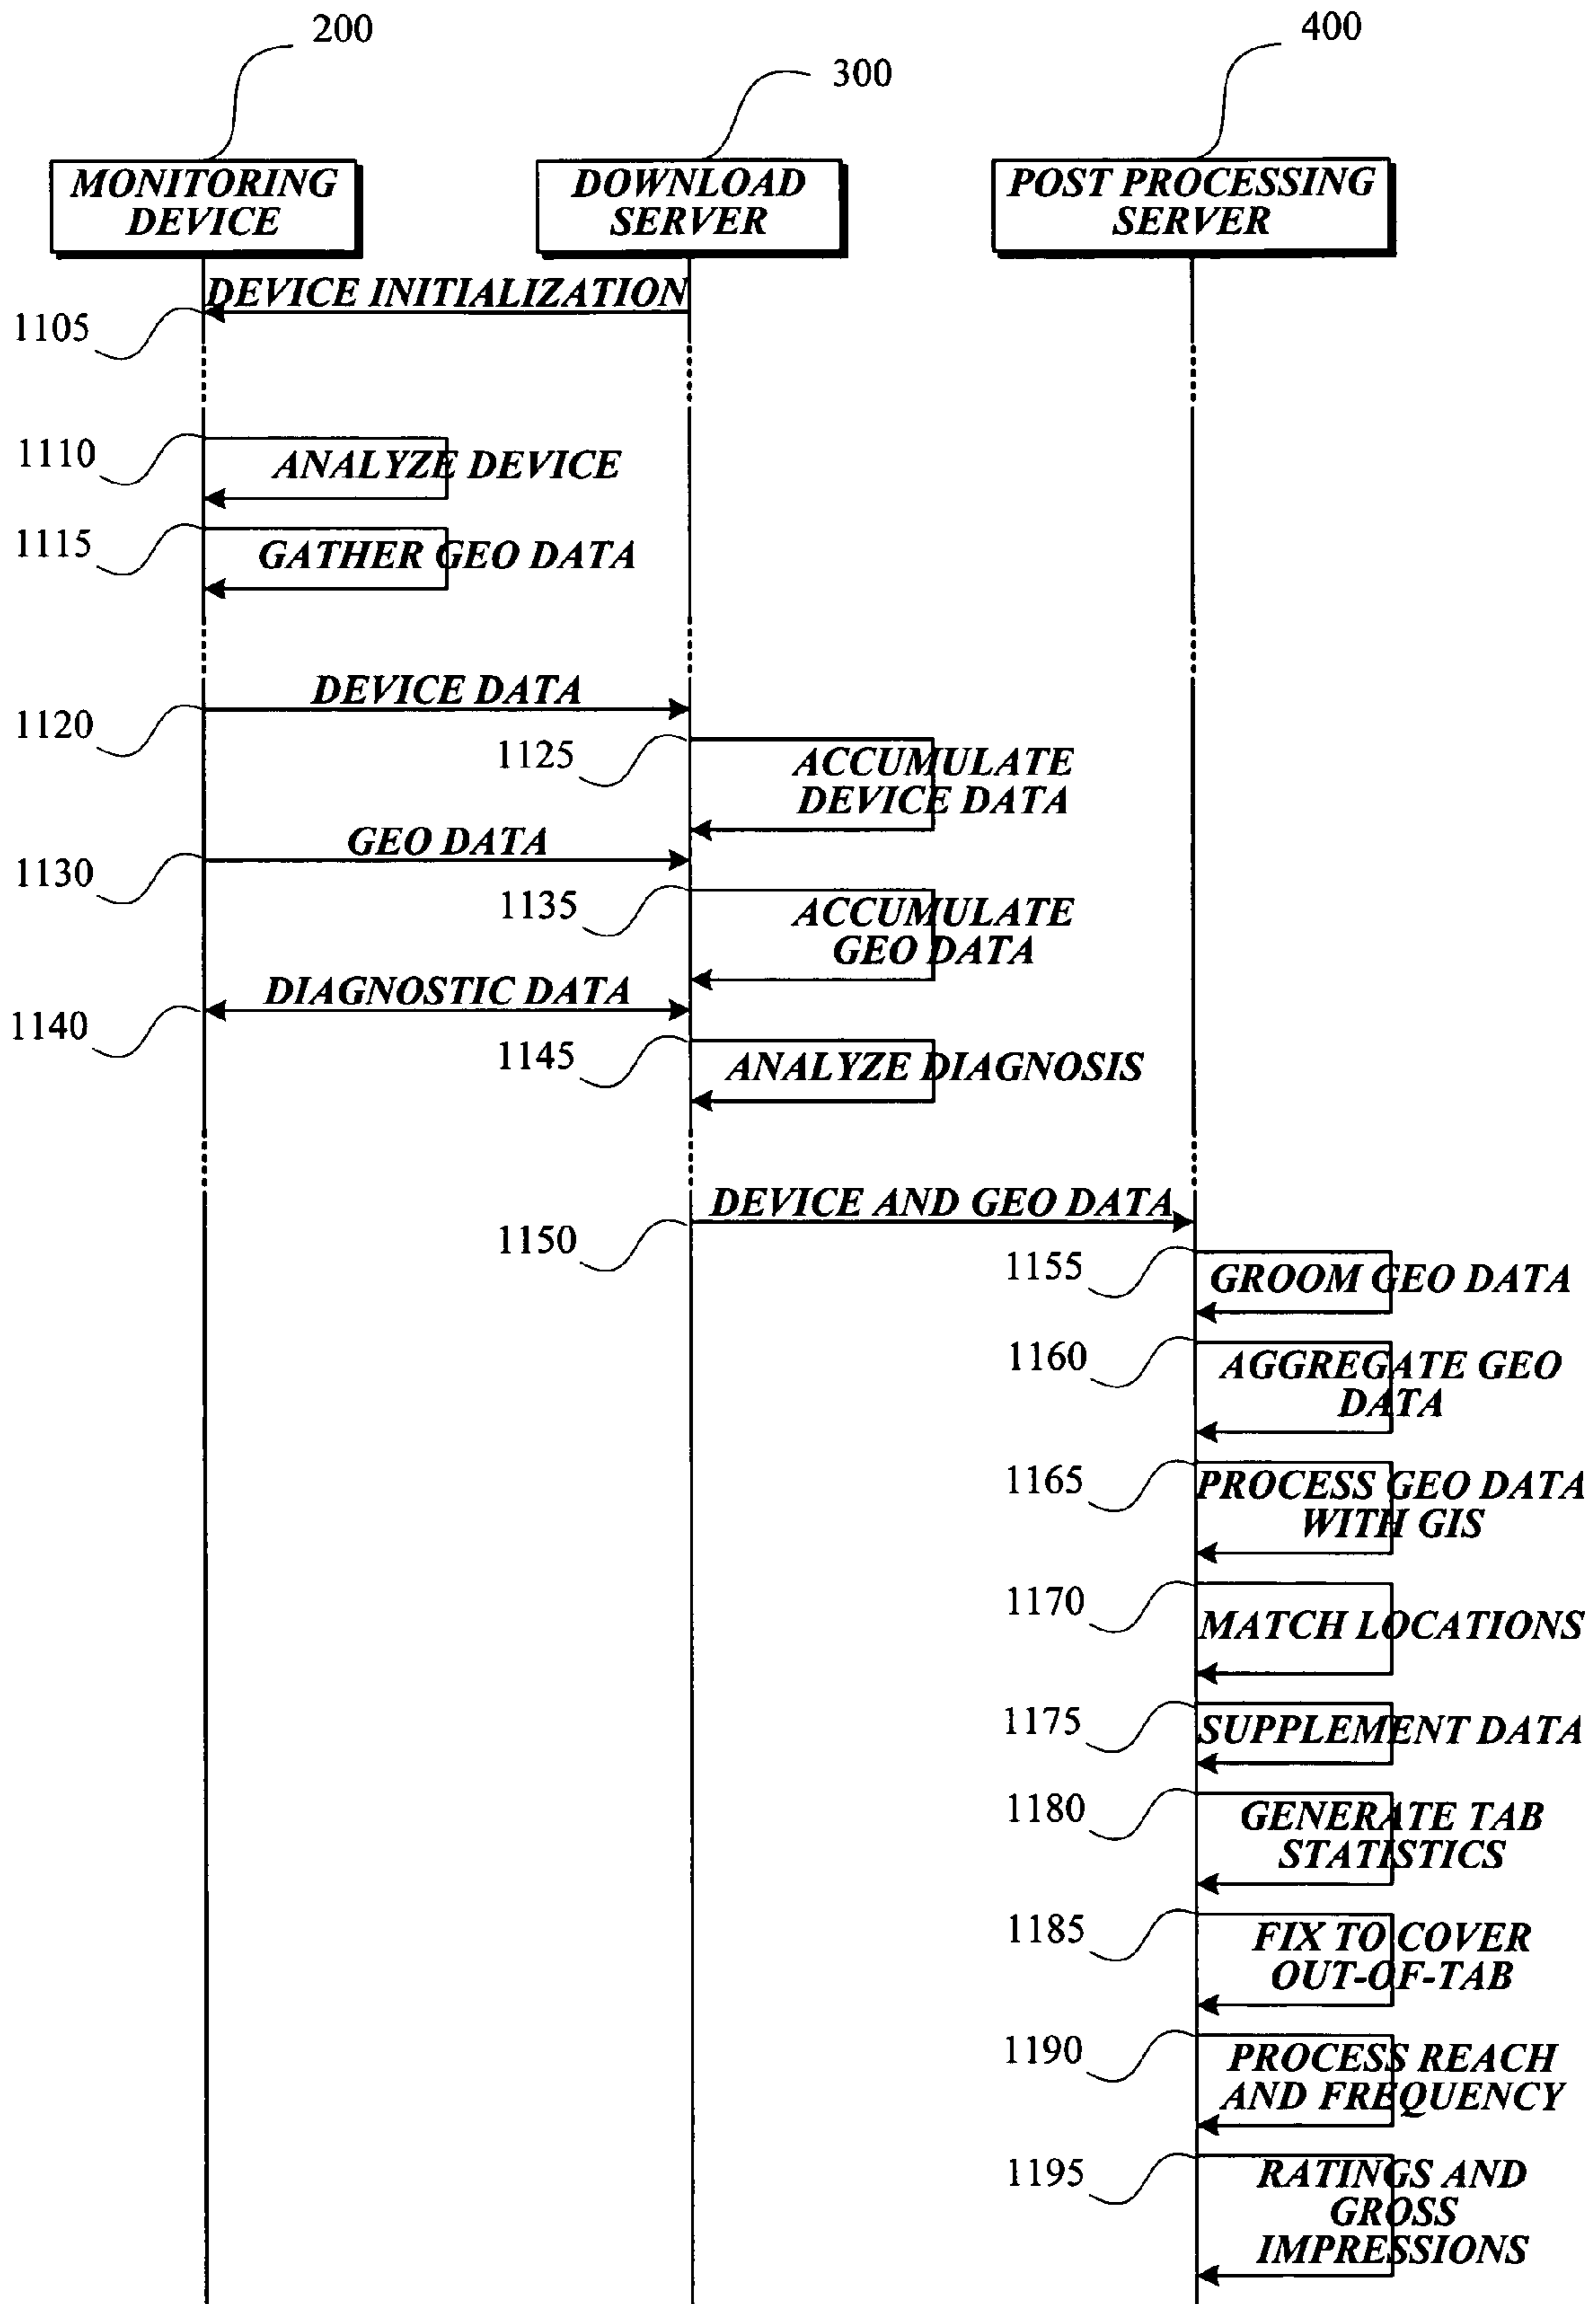 200
300
400
MONITORING
DEVICE
DOWNLOAD
SERVER
POST PROCESSING
SERVER
DEVICE INITIALIZATION
1105
1110
ANALYZE DEVICE
1115
GATHER GEO DATA
DEVICE DATA
1120
1125
ACCUMULATE
DEVICE DATA
GEO DATA
1130
1135
ACCUMULATE
GEO DATA
DIAGNOSTIC DATA
1140
1145
ANALYZE DIAGNOSIS
DEVICE AND GEO DATA
1150
1155
GROOM GEO DATA
1160
AGGREGATE GEO
DATA
1165
PROCESS GEO DATA
WITH GIS
1170
MATCH LOCATIONS
1175
SUPPLEMENT DATA
1180
GENERATE TAB
STATISTICS
1185
FIX TO COVER
OUT-OF-TAB
1190
PROCESS REACH
AND FREQUENCY
1195
RATINGS AND
GROSS
IMPRESSIONS